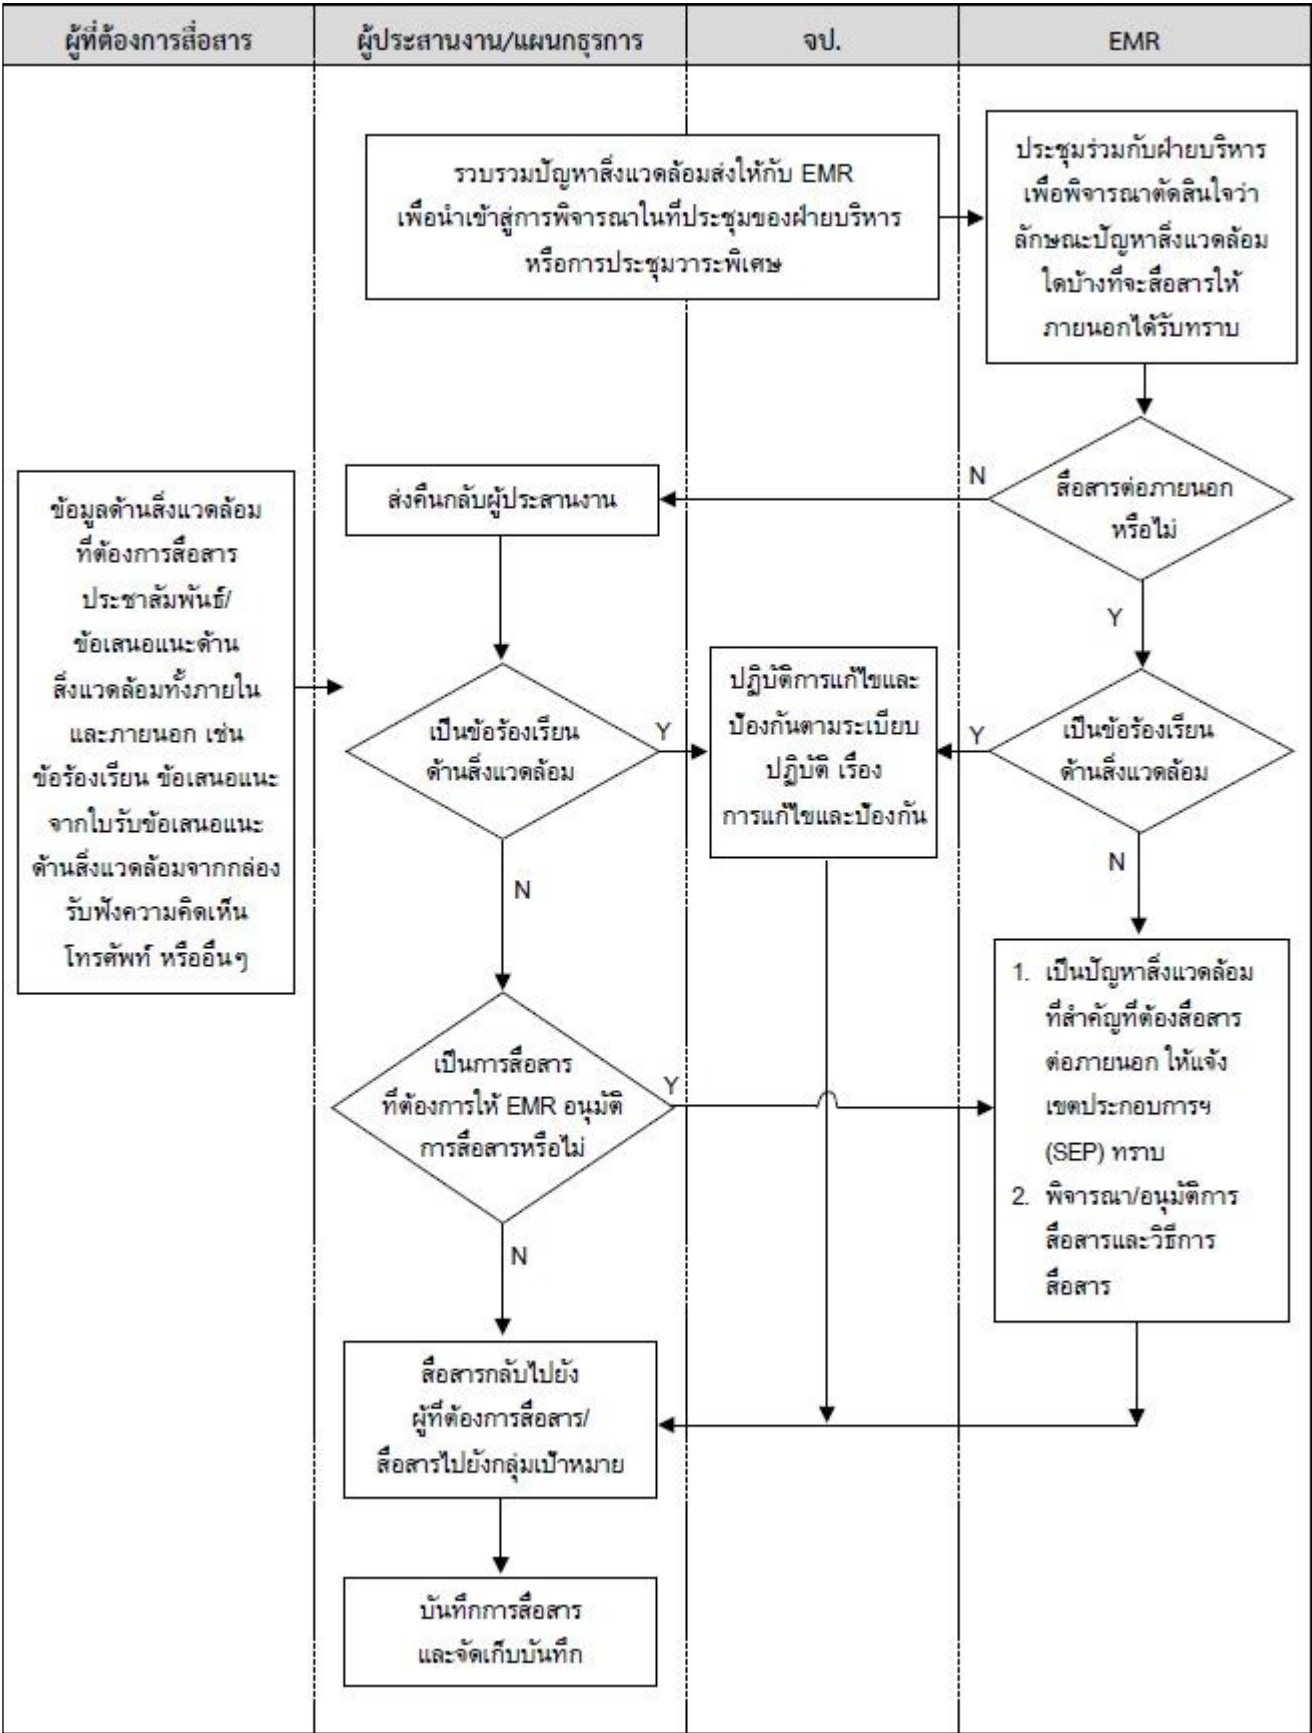 ผู้ที่ต้องการสื่อสาร
ผู้ประสานงาน/แผนกธุรการ
จป.
EMR
รวบรวมปัญหาสิ่งแวดล้อมส่งให้กับ EMR
เพื่อนำเข้าสู่การพิจารณาในที่ประชุมของฝ่ายบริหาร
หรือการประชุมวาระพิเศษ
ประชุมร่วมกับฝ่ายบริหาร
เพื่อพิจารณาตัดสินใจว่า
ลักษณะปัญหาสิ่งแวดล้อม
ใดบ้างที่จะสื่อสารให้
ภายนอกได้รับทราบ
สื่อสารต่อภายนอก
หรือไม่
N
Y
ส่งคืนกลับผู้ประสานงาน
ข้อมูลด้านสิ่งแวดล้อม
ที่ต้องการสื่อสาร
ประชาสัมพันธ์/
ข้อเสนอแนะด้าน
สิ่งแวดล้อมทั้งภายใน
และภายนอก เช่น
ข้อร้องเรียน ข้อเสนอแนะ
จากใบรับข้อเสนอแนะ
ด้านสิ่งแวดล้อมจากกล่อง
รับฟังความคิดเห็น
โทรศัพท์ หรืออื่นๆ
เป็นข้อร้องเรียน
ด้านสิ่งแวดล้อม
Y
N
ปฏิบัติการแก้ไขและ
ป้องกันตามระเบียบ
ปฏิบัติ เรื่อง
การแก้ไขและป้องกัน
Y
เป็นข้อร้องเรียน
ด้านสิ่งแวดล้อม
N
เป็นการสื่อสาร
ที่ต้องการให้ EMR อนุมัติ
การสื่อสารหรือไม่
Y
N
1. เป็นปัญหาสิ่งแวดล้อม
ที่สำคัญที่ต้องสื่อสาร
ต่อภายนอก ให้แจ้ง
เขตประกอบการฯ
(SEP) ทราบ
2. พิจารณา/อนุมัติการ
สื่อสารและวิธีการ
สื่อสาร
สื่อสารกลับไปยัง
ผู้ที่ต้องการสื่อสาร/
สื่อสารไปยังกลุ่มเป้าหมาย
บันทึกการสื่อสาร
และจัดเก็บบันทึก